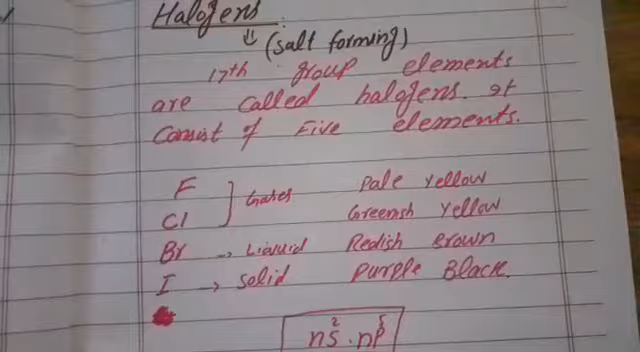 Halogens
⇓ (salt forming)
17th group elements
are called halogens. It
Consist of Five elements.
F ] Gases Pale Yellow
Cl Greenish Yellow
Br → Liquid Redish Brown
I → Solid Purple Black.
ns². np⁵